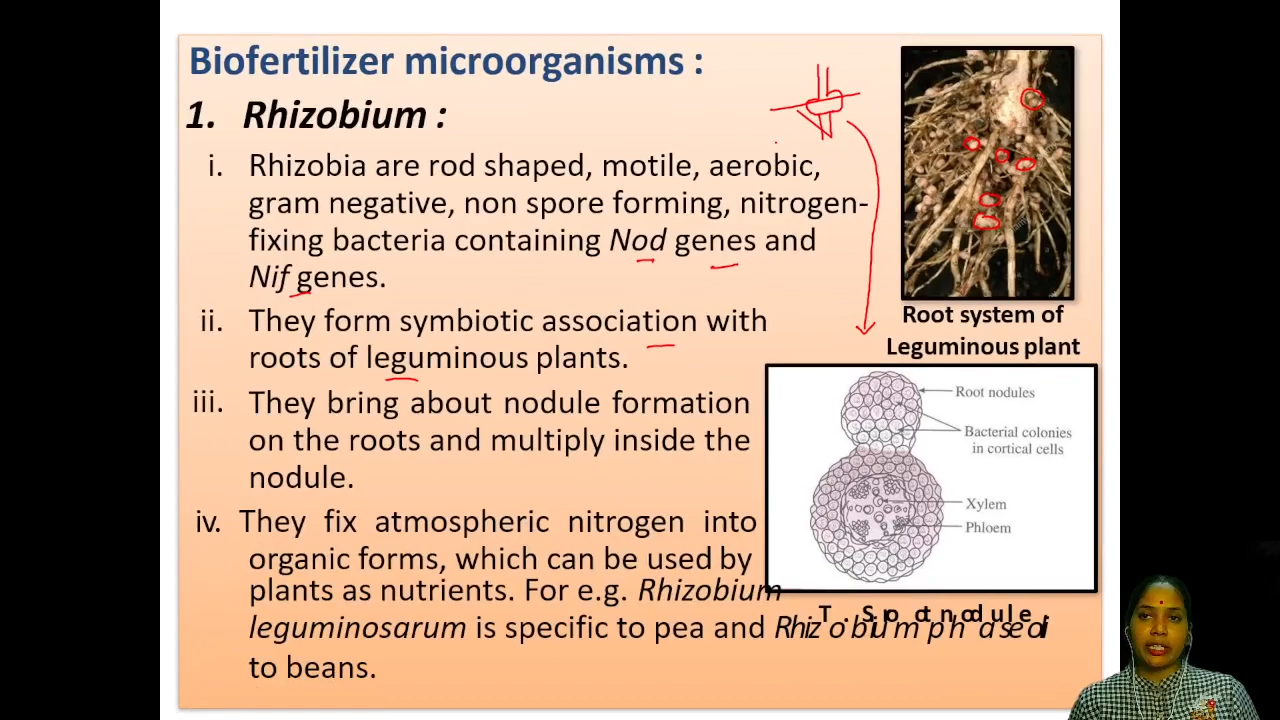 Biofertilizer microorganisms :
1. Rhizobium :
i. Rhizobia are rod shaped, motile, aerobic,
gram negative, non spore forming, nitrogen-
fixing bacteria containing Nod genes and
Nif genes.
ii. They form symbiotic association with
roots of leguminous plants.
iii. They bring about nodule formation
on the roots and multiply inside the
nodule.
iv. They fix atmospheric nitrogen into
organic forms, which can be used by
plants as nutrients. For e.g. Rhizobium
leguminosarum is specific to pea and Rhizobium phaseoli
to beans.
Root system of
Leguminous plant
Root nodules
Bacterial colonies
in cortical cells
Xylem
Phloem